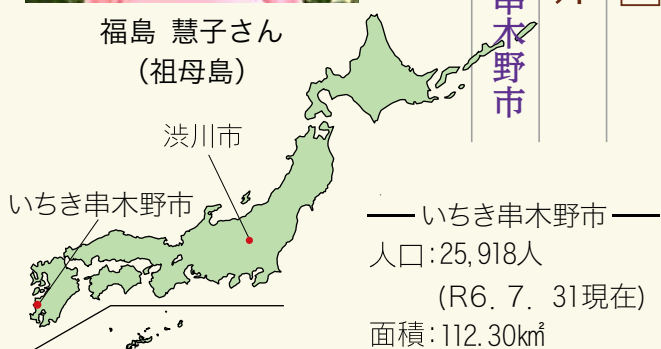 串木野市
福島 慧子さん
（祖母島）
渋川市
いちき串木野市
いちき串木野市
人口：25,918人
（R6. 7. 31現在）
面積：112.30㎢